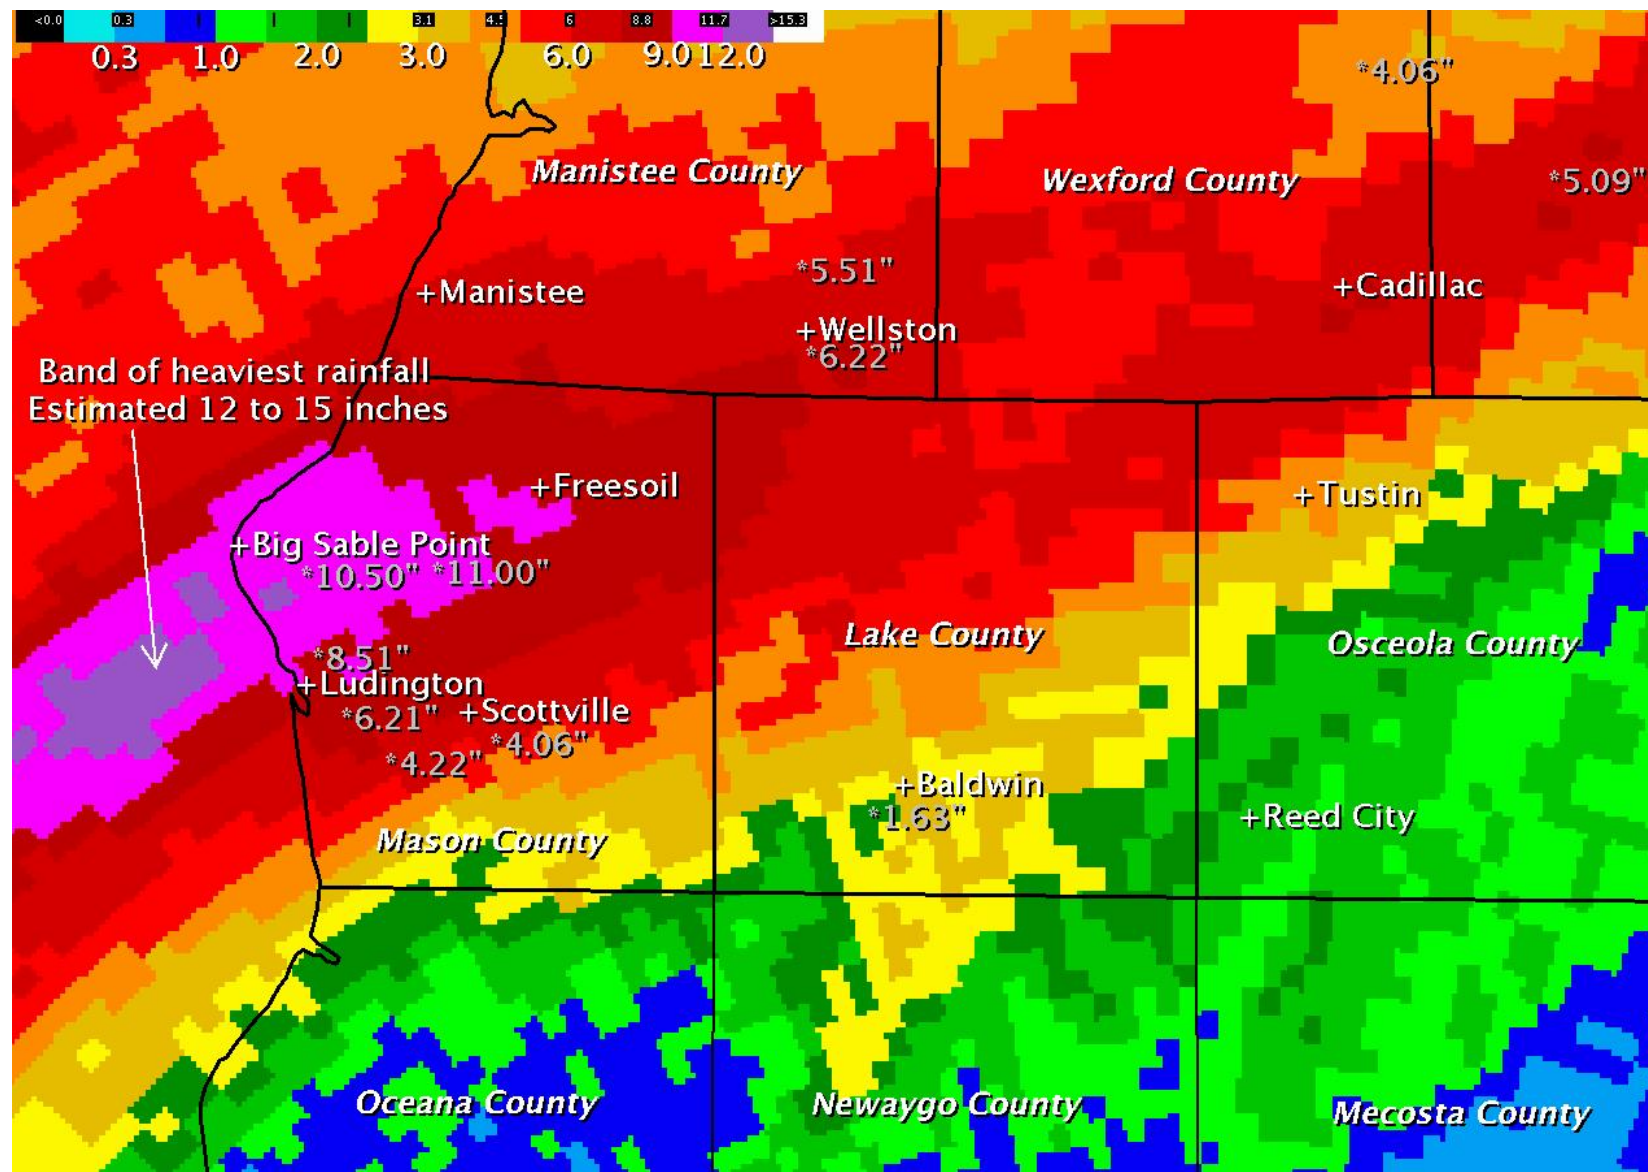 <0.0 0.3 3.1 4.5 6 8.8 11.7 >15.3
0.3 1.0 2.0 3.0 6.0 9.0 12.0
*4.06"
Manistee County
Wexford County
*5.09"
*5.51"
+Manistee
+Cadillac
+Wellston
*6.22"
Band of heaviest rainfall
Estimated 12 to 15 inches
+Freesoil
+Tustin
+Big Sable Point
*10.50" *11.00"
Lake County
Osceola County
*8.51"
+Ludington
*6.21" +Scottville
*4.06"
*4.22"
+Baldwin
*1.63"
+Reed City
Mason County
Oceana County
Newaygo County
Mecosta County